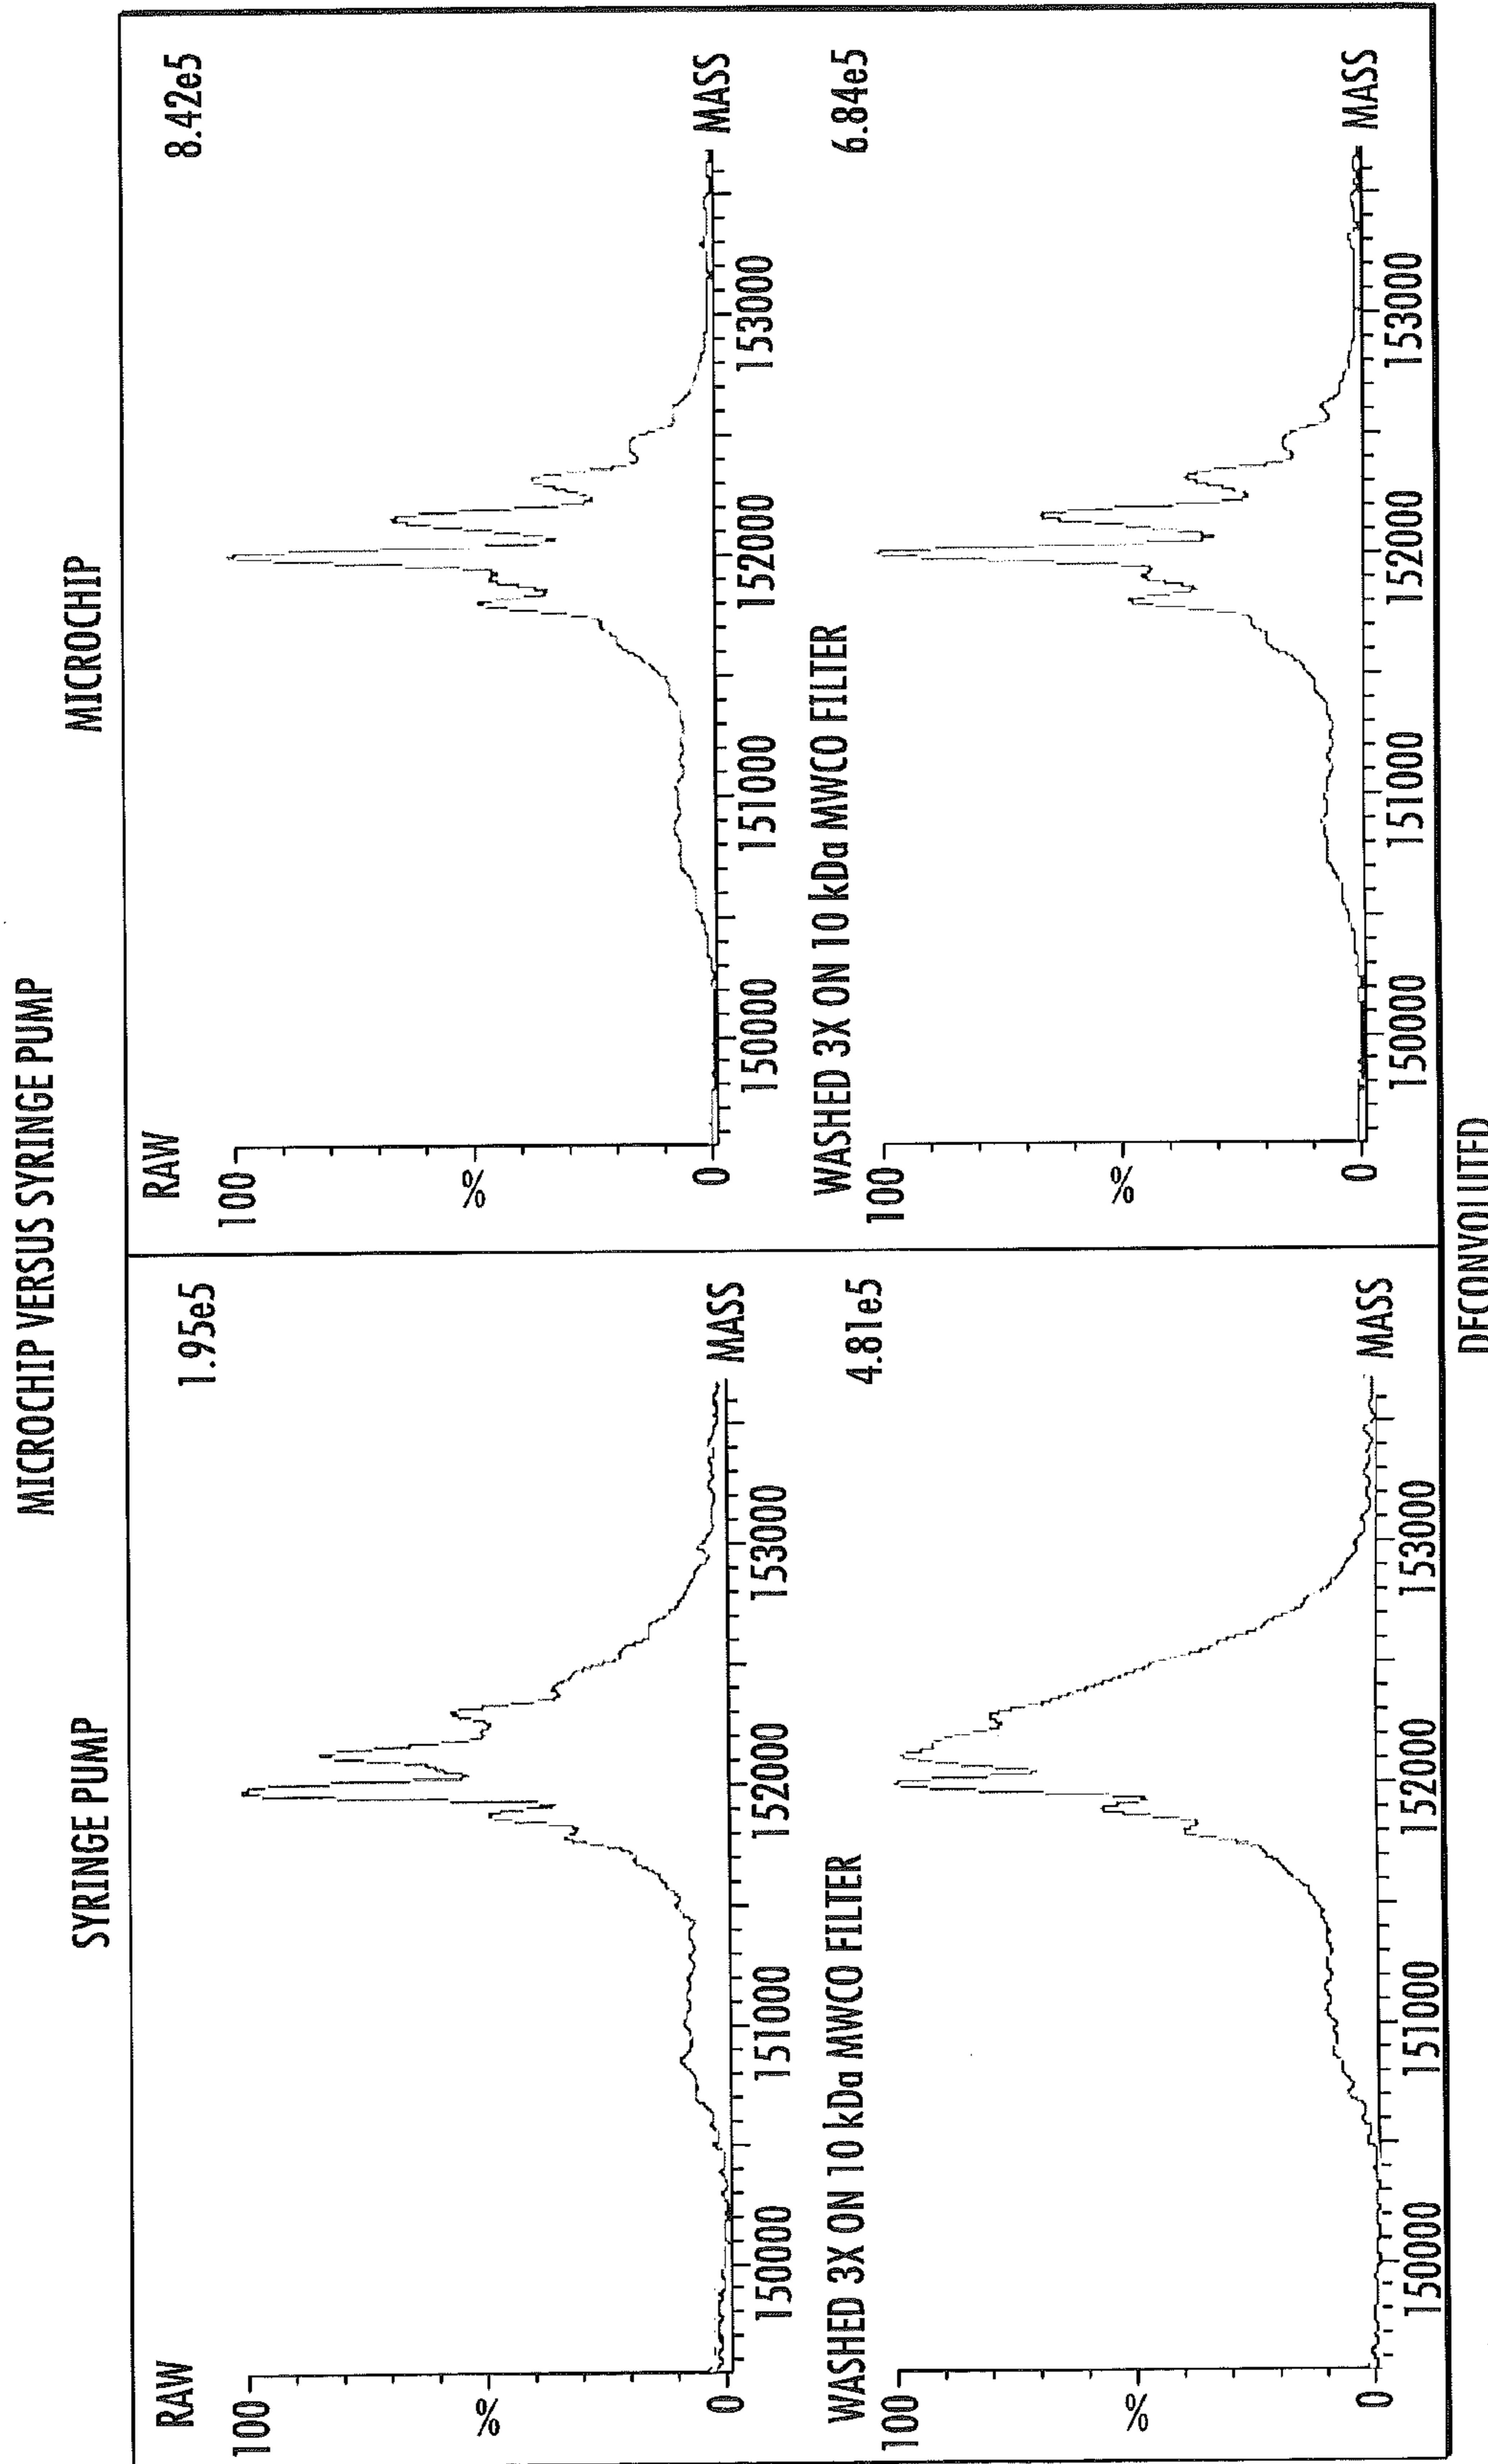 MICROCHIP VERSUS SYRINGE PUMP
SYRINGE PUMP
MICROCHIP
RAW
1.95e5
100
%
0
150000
151000
152000
153000
MASS
RAW
8.42e5
100
%
0
150000
151000
152000
153000
MASS
WASHED 3X ON 10 kDa MWCO FILTER
4.81e5
100
%
0
150000
151000
152000
153000
MASS
WASHED 3X ON 10 kDa MWCO FILTER
6.84e5
100
%
0
150000
151000
152000
153000
MASS
DECONVOLUTED